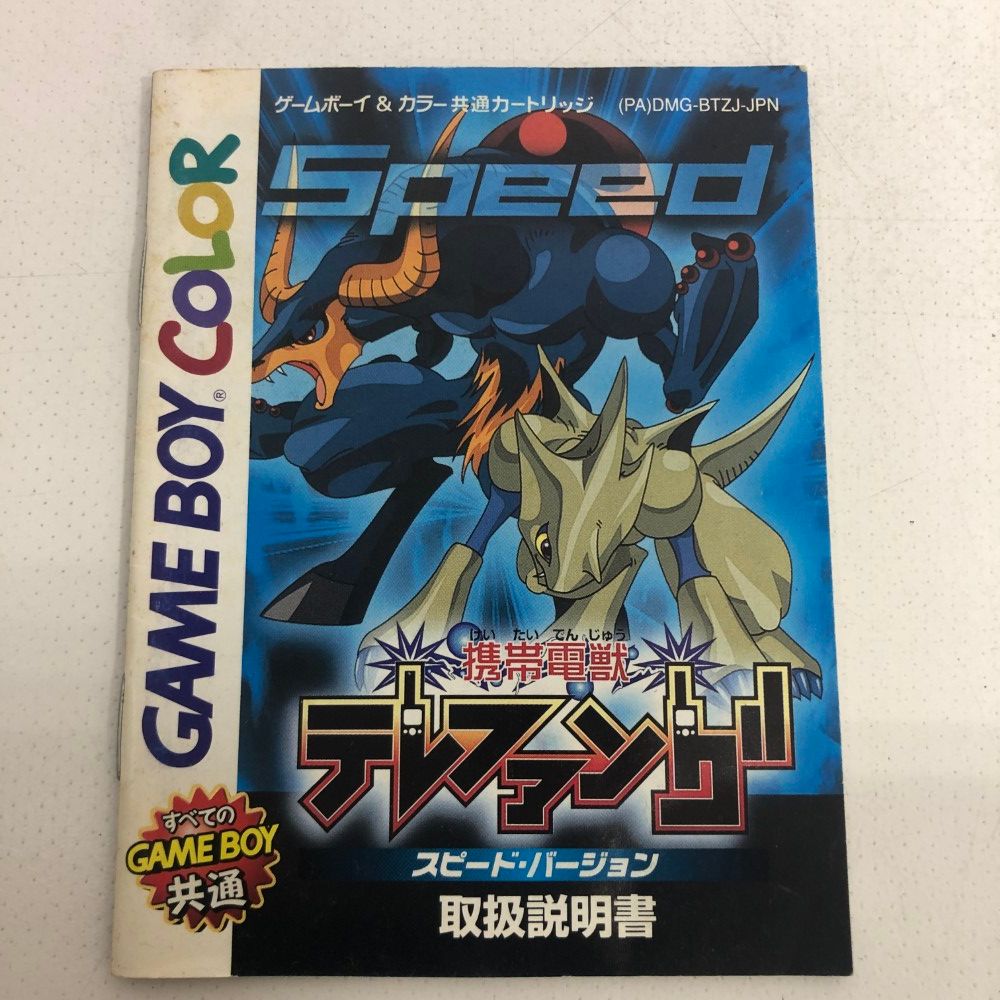 ゲームボーイ & カラー共通カートリッジ (PA)DMG-BTZJ-JPN
Speed
GAME BOY® COLOR
けい たい でん じゅう
携帯電獣
テレファング
スピード・バージョン
取扱説明書
すべての
GAME BOY
共通